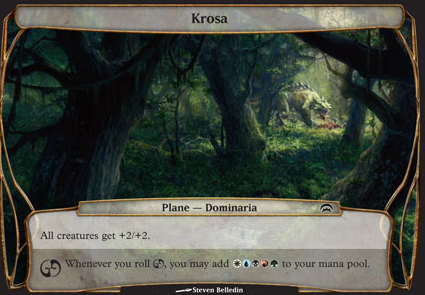 Krosa
Plane — Dominaria
All creatures get +2/+2.
Whenever you roll , you may add to your mana pool.
Steven Belledin